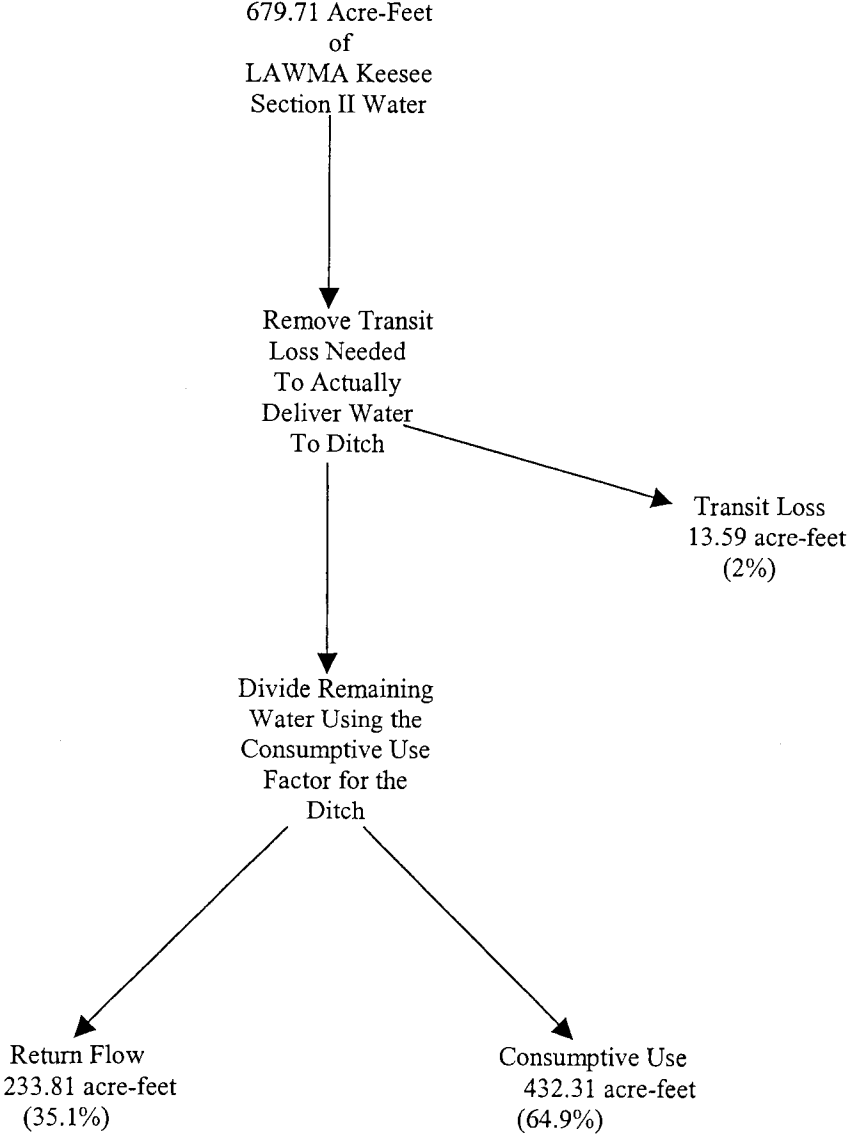 679.71 Acre-Feet
of
LAWMA Keesee
Section II Water
Remove Transit
Loss Needed
To Actually
Deliver Water
To Ditch
Transit Loss
13.59 acre-feet
(2%)
Divide Remaining
Water Using the
Consumptive Use
Factor for the
Ditch
Return Flow
233.81 acre-feet
(35.1%)
Consumptive Use
432.31 acre-feet
(64.9%)